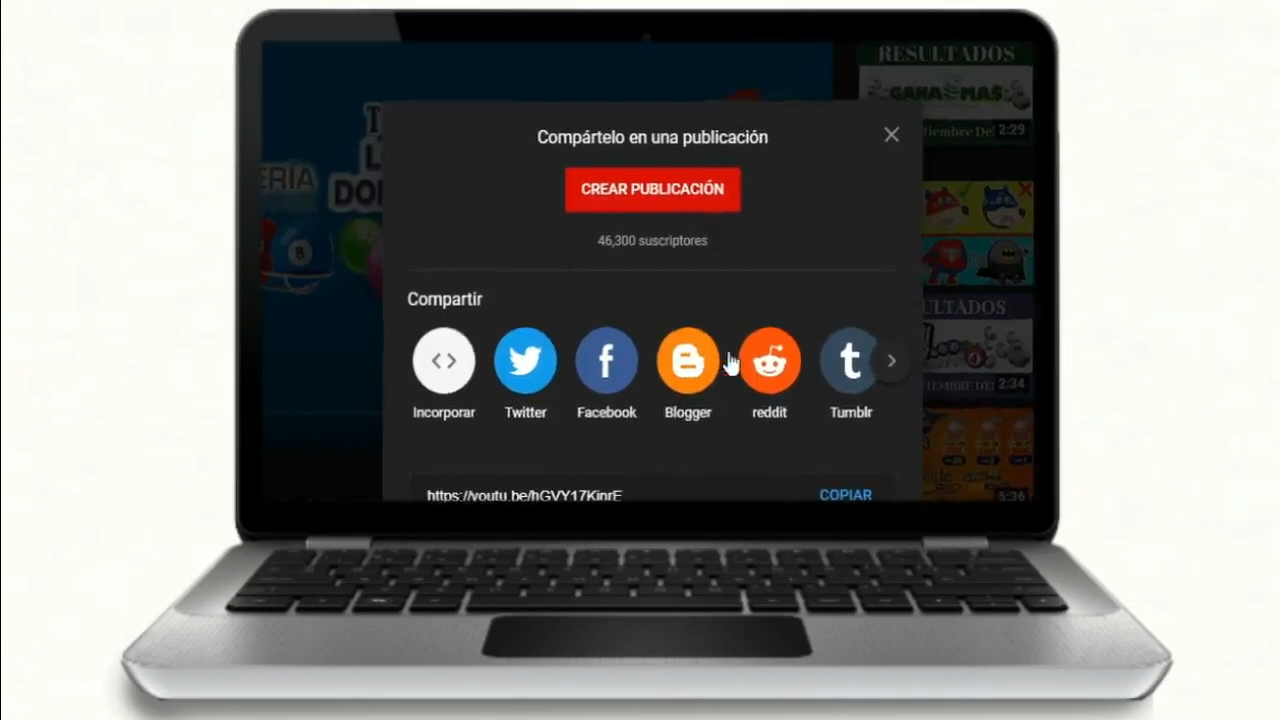 RESULTADOS
GANA MAS
2:29
Compártelo en una publicación
CREAR PUBLICACIÓN
46,300 suscriptores
Compartir
Incorporar
Twitter
Facebook
Blogger
reddit
Tumblr
8
2:34
https://youtu.be/hGVY17KinrE
COPIAR
5:36